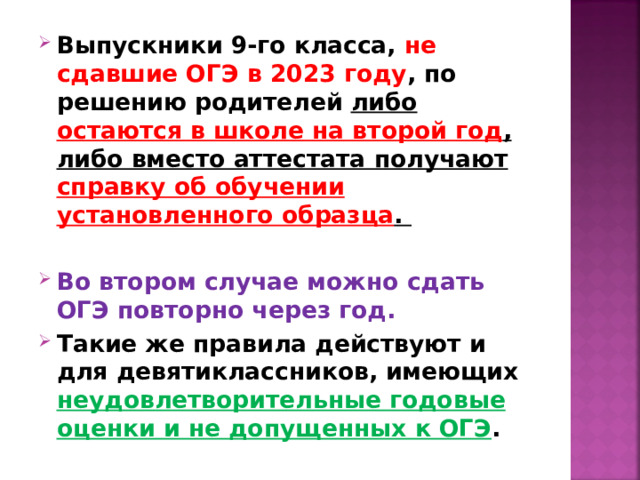 Выпускники 9-го класса, не
сдавшие ОГЭ в 2023 году, по
решению родителей либо
остаются в школе на второй год,
либо вместо аттестата получают
справку об обучении
установленного образца.
Во втором случае можно сдать
ОГЭ повторно через год.
Такие же правила действуют и
для девятиклассников, имеющих
неудовлетворительные годовые
оценки и не допущенных к ОГЭ.